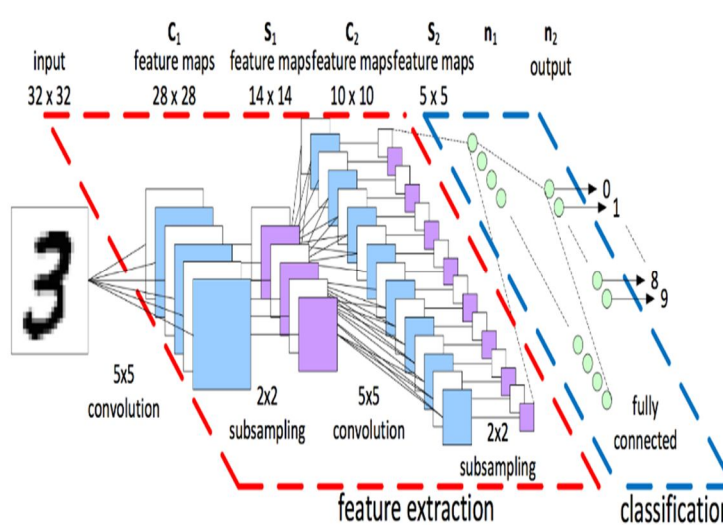 C1
S1
C2
S2
n1
n2
input
feature maps
feature maps
feature maps
feature maps
output
32 x 32
28 x 28
14 x 14
10 x 10
5 x 5
3
0
1
8
9
5x5
convolution
2x2
subsampling
5x5
convolution
2x2
subsampling
fully
connected
feature extraction
classification